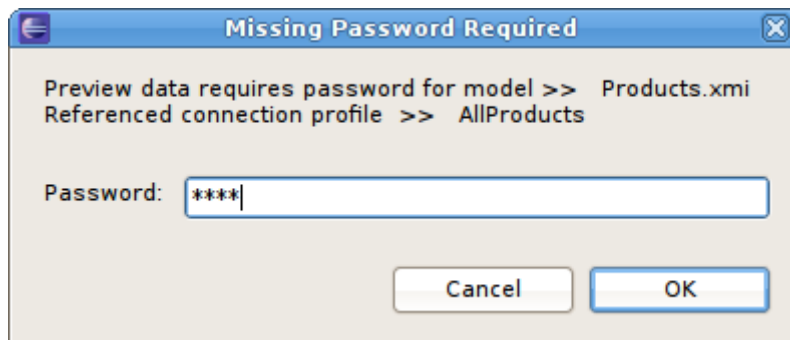 Missing Password Required
Preview data requires password for model >> Products.xmi
Referenced connection profile >> AllProducts
Password: ****
Cancel OK